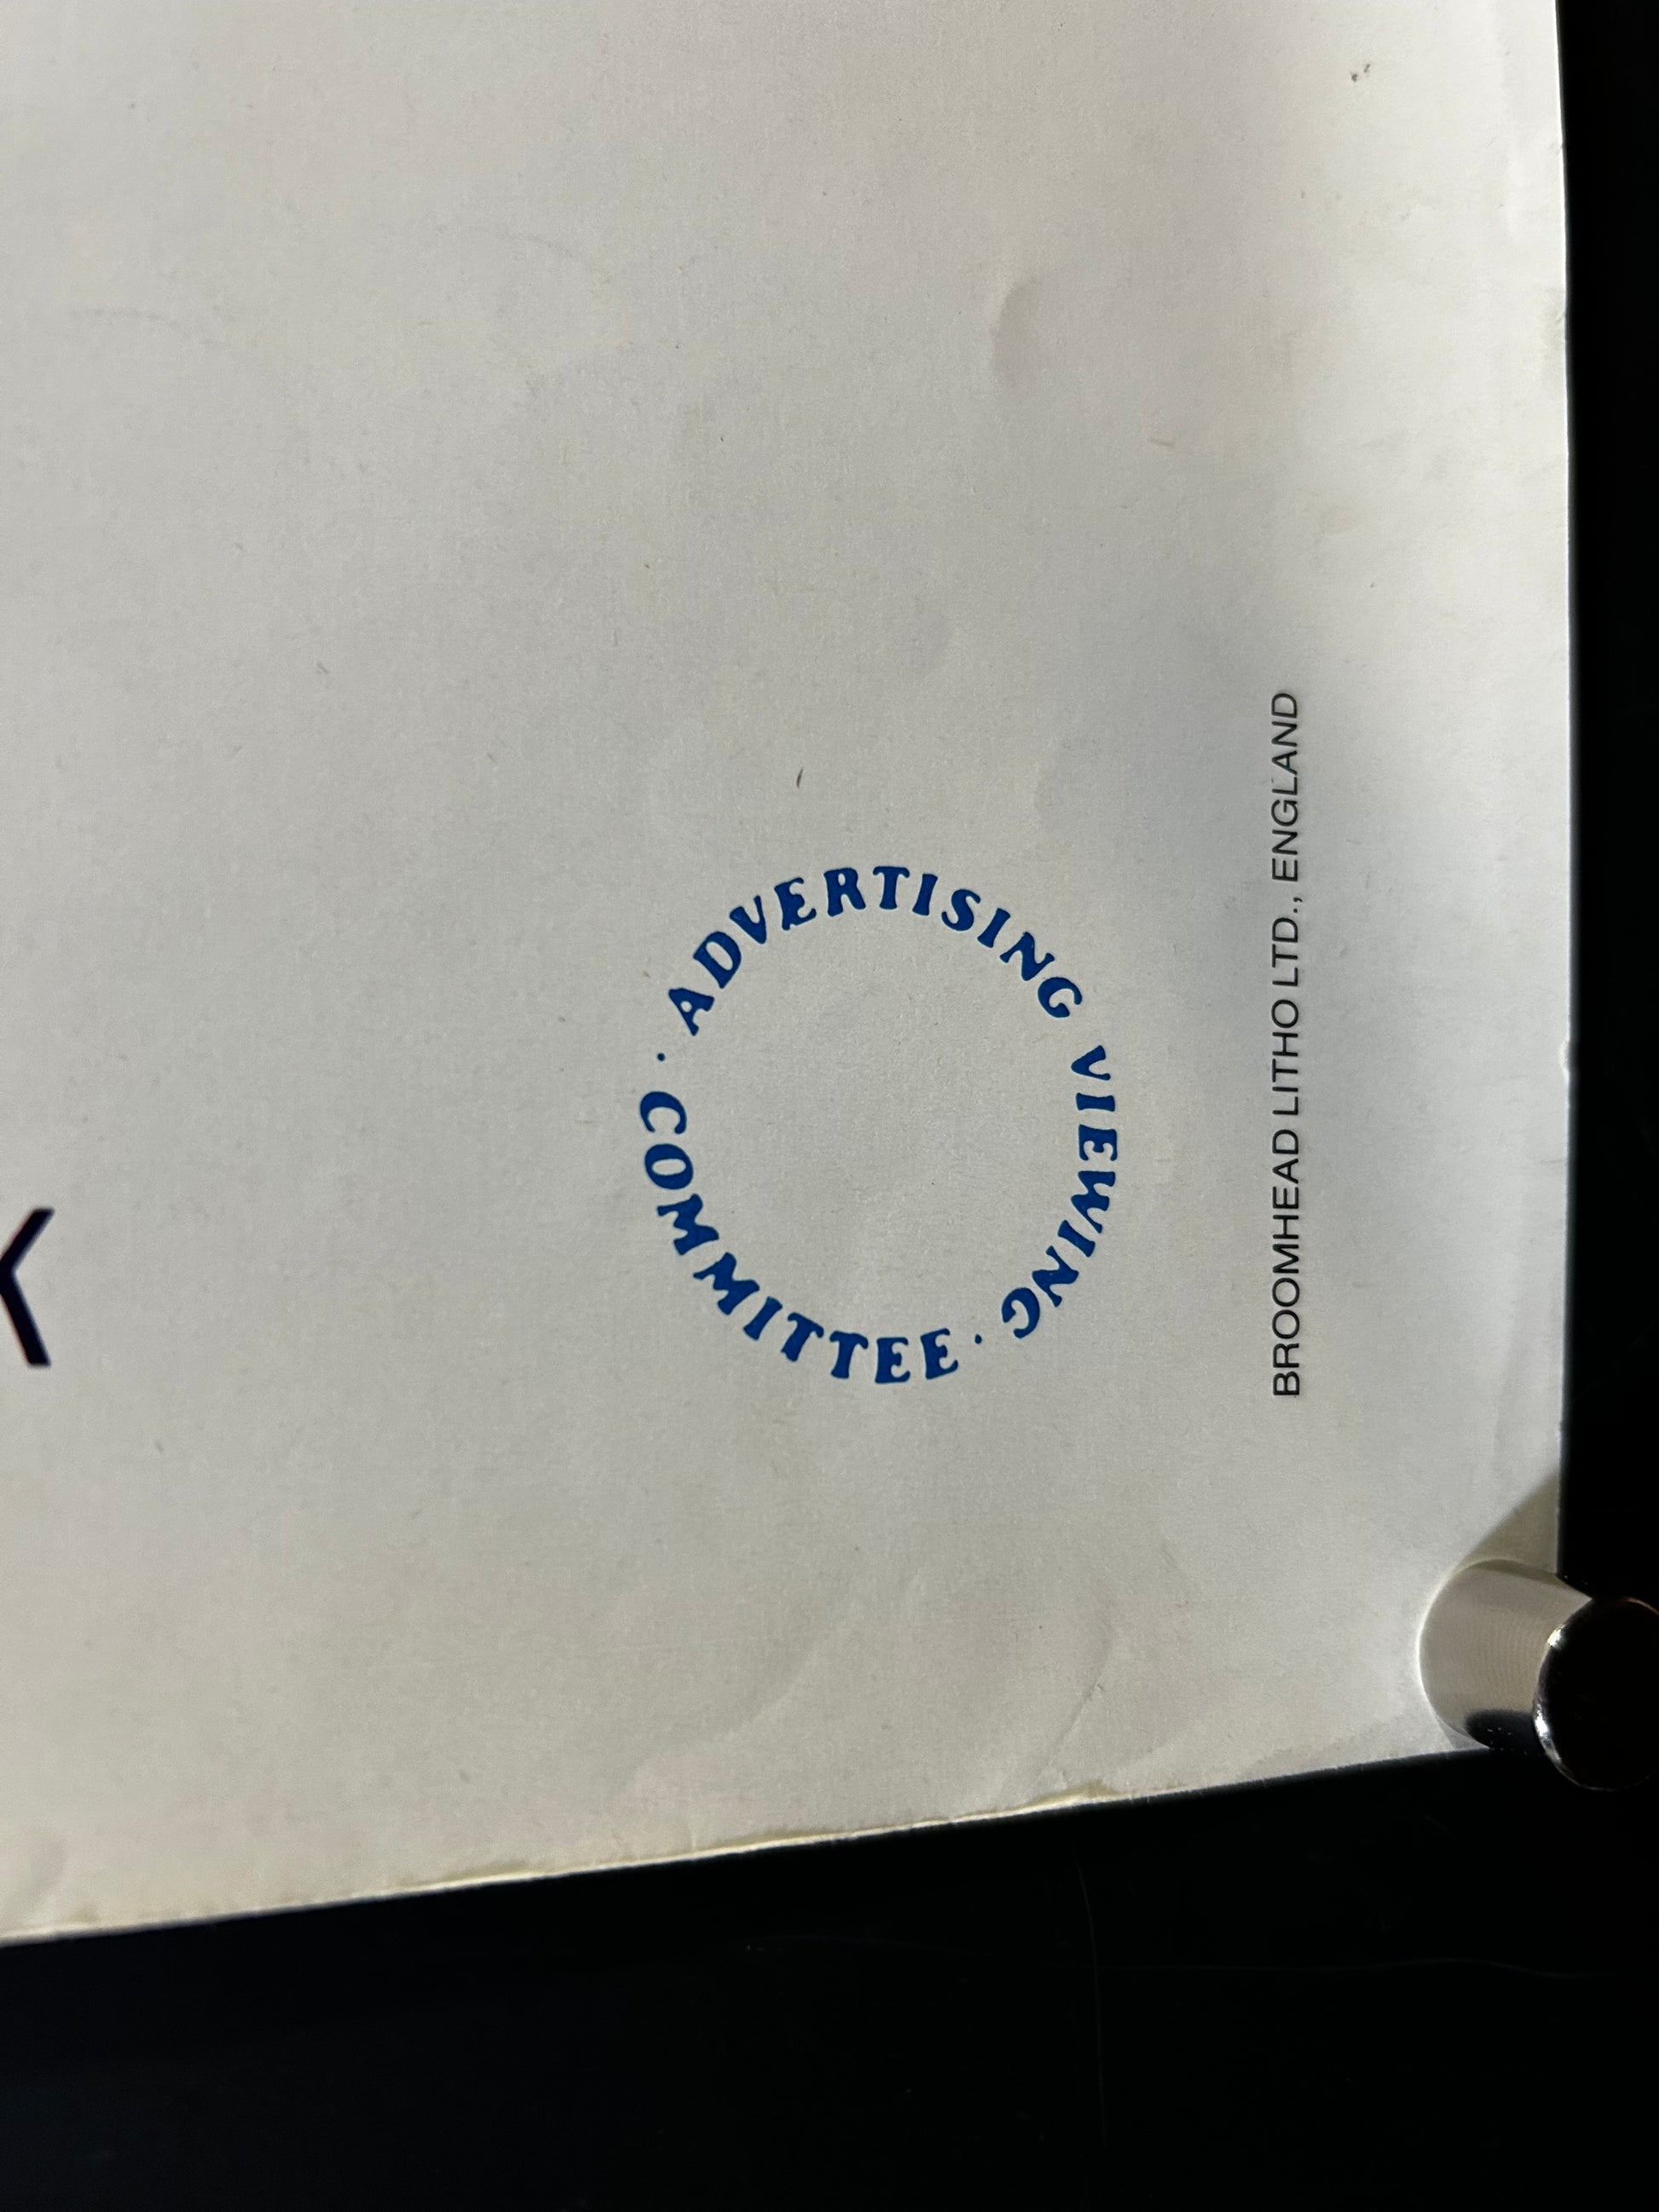 · ADVERTISING VIEWING · COMMITTEE
BROOMHEAD LITHO LTD., ENGLAND